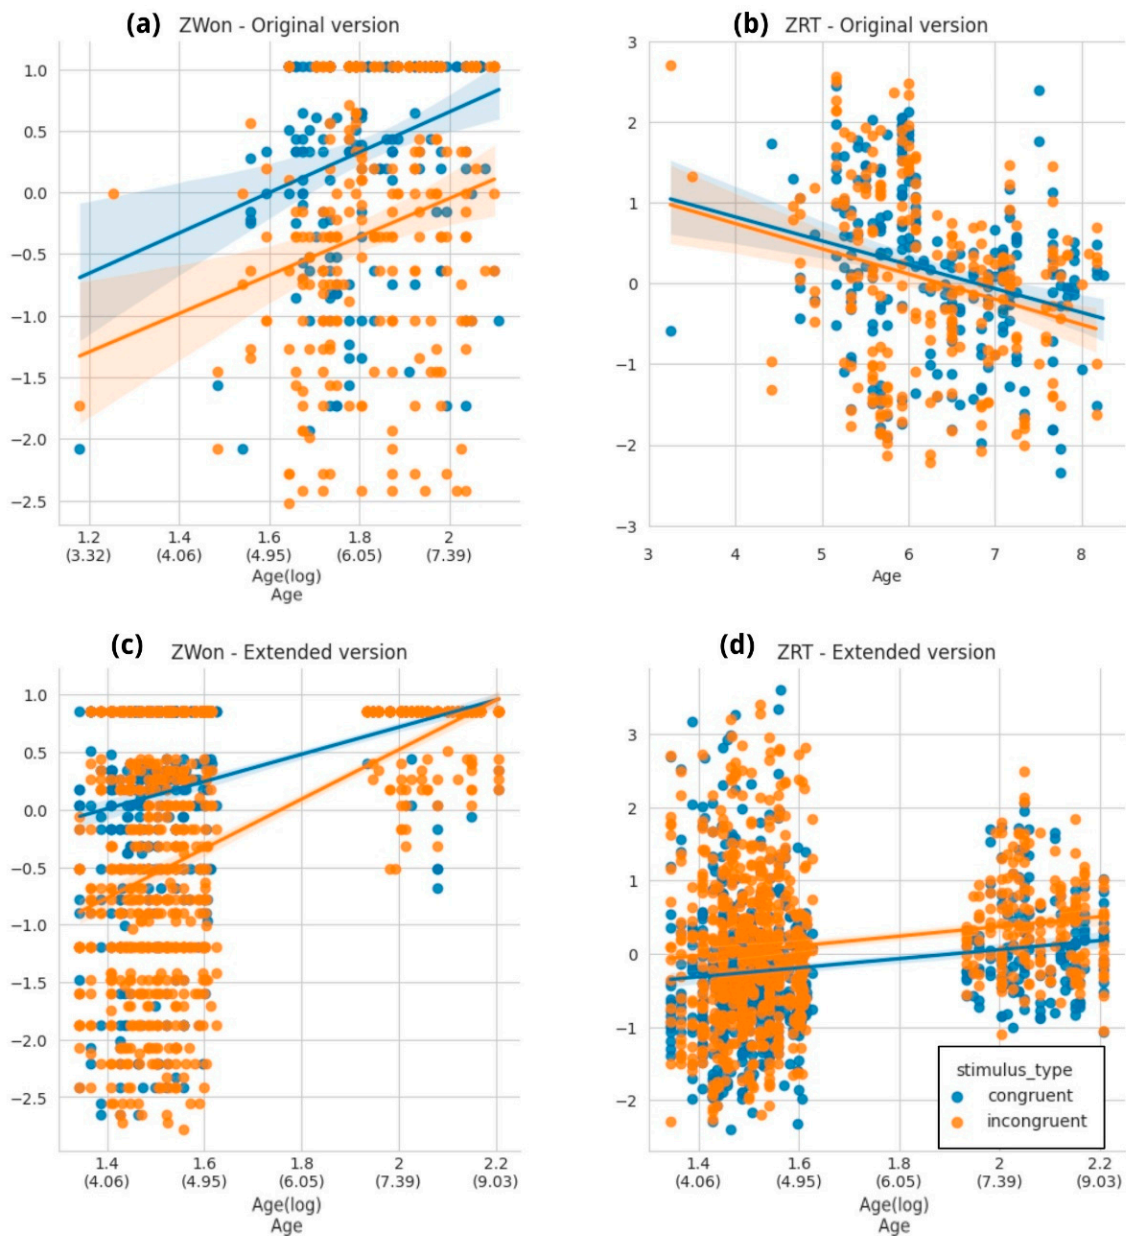 (a) ZWon - Original version
1.0
0.5
0.0
−0.5
−1.0
−1.5
−2.0
−2.5
1.2 1.4 1.6 1.8 2
(3.32) (4.06) (4.95) (6.05) (7.39)
Age(log)
Age
(b) ZRT - Original version
3
2
1
0
−1
−2
−3
3 4 5 6 7 8
Age
(c) ZWon - Extended version
1.0
0.5
0.0
−0.5
−1.0
−1.5
−2.0
−2.5
1.4 1.6 1.8 2 2.2
(4.06) (4.95) (6.05) (7.39) (9.03)
Age(log)
Age
(d) ZRT - Extended version
3
2
1
0
−1
−2
stimulus_type
congruent
incongruent
1.4 1.6 1.8 2 2.2
(4.06) (4.95) (6.05) (7.39) (9.03)
Age(log)
Age